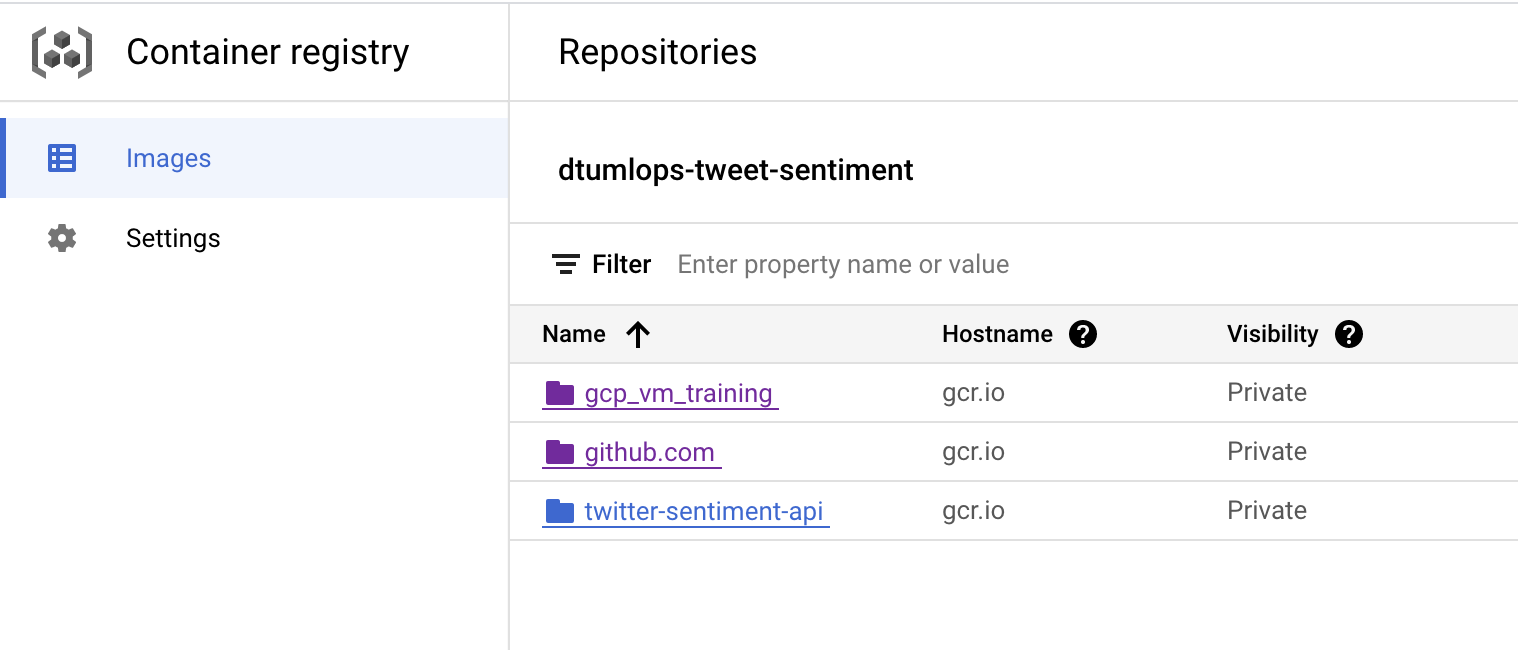 Container registry
Repositories
Images
Settings
dtumlops-tweet-sentiment
Filter Enter property name or value
Name Hostname ? Visibility ?
gcp_vm_training gcr.io Private
github.com gcr.io Private
twitter-sentiment-api gcr.io Private